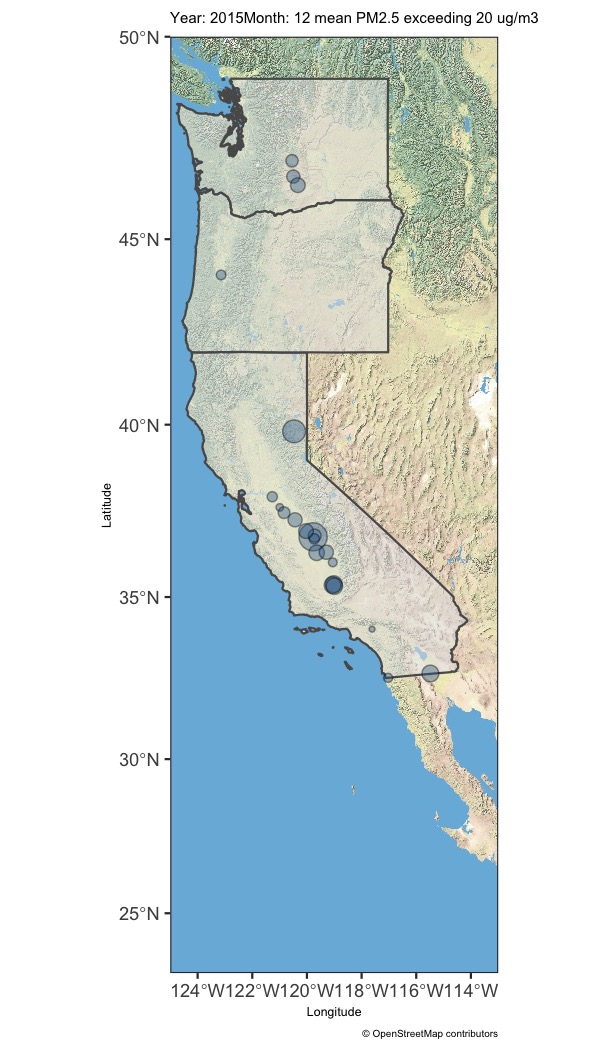 Year: 2015Month: 12 mean PM2.5 exceeding 20 ug/m3
50°N
45°N
40°N
Latitude
35°N
30°N
25°N
124°W122°W120°W118°W116°W114°W
Longitude
© OpenStreetMap contributors